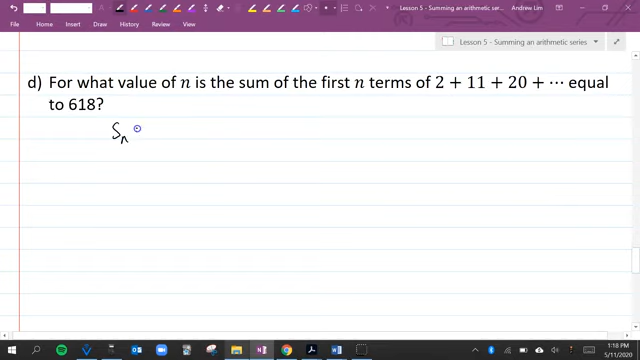 Lesson 5 - Summing an arithmetic series
Andrew Lim
File Home Insert Draw History Review View
Lesson 5 - Summing an arithmetic series
d) For what value of n is the sum of the first n terms of 2 + 11 + 20 + ⋯ equal
to 618?
Sn
1:18 PM
5/11/2020